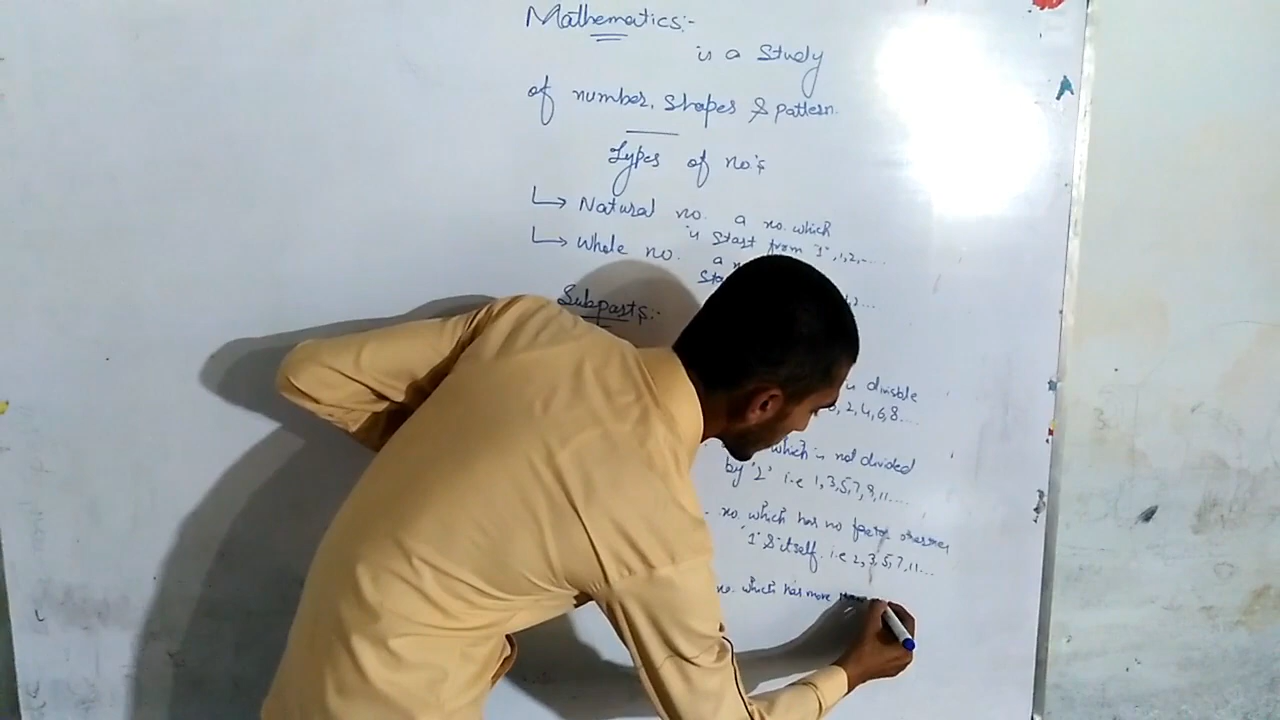 Mathematics:-
is a Study
of number, shapes & pattern.
Types of no's
↳ Natural no. a no. which
is start from "1", 1, 2, ....
↳ Whole no. a
Subparts:-
is divisble
2, 4, 6, 8....
which is not divided
by '2' i.e 1, 3, 5, 7, 9, 11....
- no. which has no factor
'1' & itself. i.e 2, 3, 5, 7, 11...
no. which has more